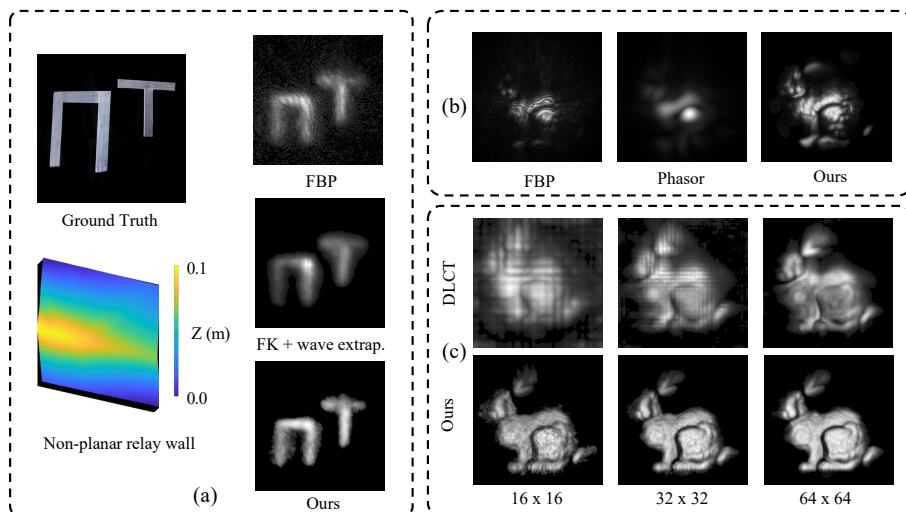 Ground Truth
FBP
0.1
Z (m)
0.0
FK + wave extrap.
Non-planar relay wall
Ours
(a)
(b)
FBP
Phasor
Ours
DLCT
(c)
Ours
16 x 16
32 x 32
64 x 64